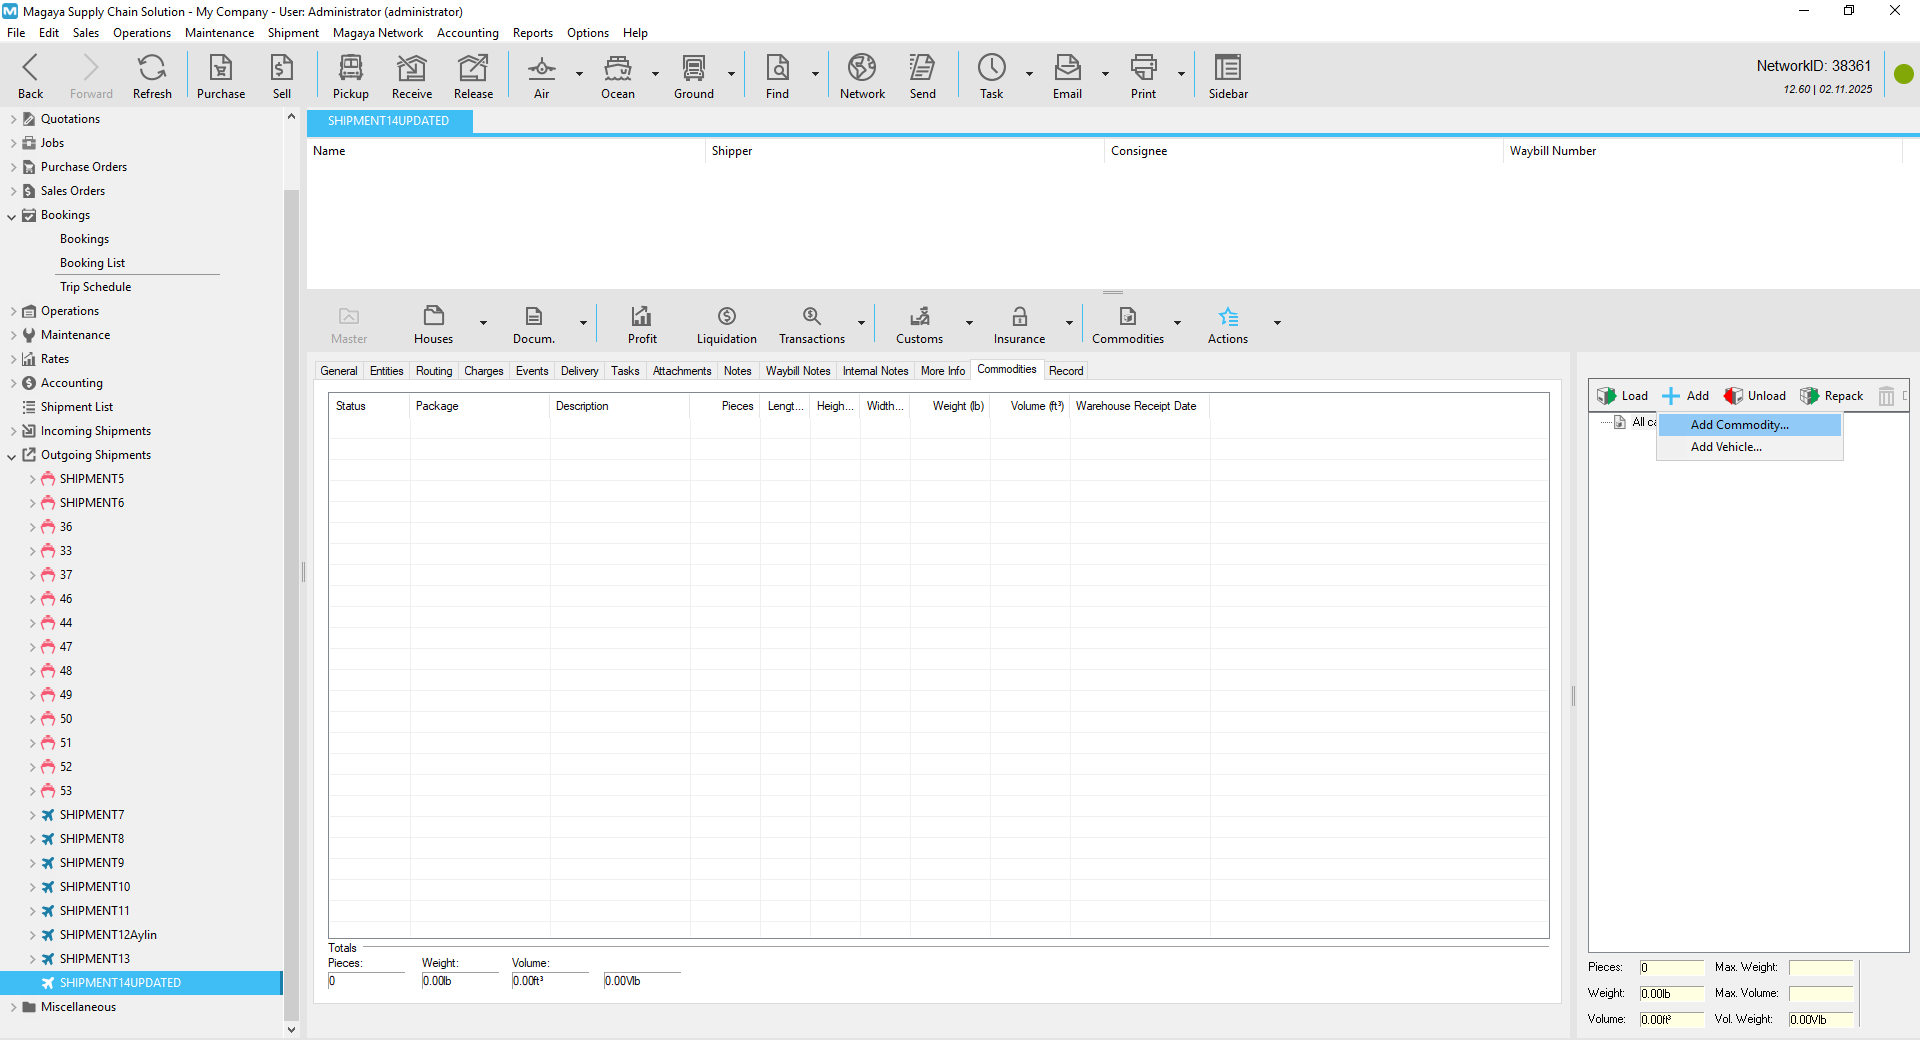 Magaya Supply Chain Solution - My Company - User: Administrator (administrator)
File Edit Sales Operations Maintenance Shipment Magaya Network Accounting Reports Options Help
Back Forward Refresh Purchase Sell Pickup Receive Release Air Ocean Ground Find Network Send Task Email Print Sidebar
NetworkID: 38361
12.60 | 02.11.2025
Quotations
Jobs
Purchase Orders
Sales Orders
Bookings
Bookings
Booking List
Trip Schedule
Operations
Maintenance
Rates
Accounting
Shipment List
Incoming Shipments
Outgoing Shipments
SHIPMENT5
SHIPMENT6
36
33
37
46
44
47
48
49
50
51
52
53
SHIPMENT7
SHIPMENT8
SHIPMENT9
SHIPMENT10
SHIPMENT11
SHIPMENT12Aylin
SHIPMENT13
SHIPMENT14UPDATED
Miscellaneous
SHIPMENT14UPDATED
Name Shipper Consignee Waybill Number
Master Houses Docum. Profit Liquidation Transactions Customs Insurance Commodities Actions
General Entities Routing Charges Events Delivery Tasks Attachments Notes Waybill Notes Internal Notes More Info Commodities Record
Status Package Description Pieces Lengt... Heigh... Width... Weight (lb) Volume (ft³) Warehouse Receipt Date
Totals
Pieces: Weight: Volume:
0 0.00lb 0.00ft³ 0.00Vlb
Load Add Unload Repack
All ca
Add Commodity...
Add Vehicle...
Pieces: 0 Max. Weight:
Weight: 0.00lb Max. Volume:
Volume: 0.00ft³ Vol. Weight: 0.00Vlb